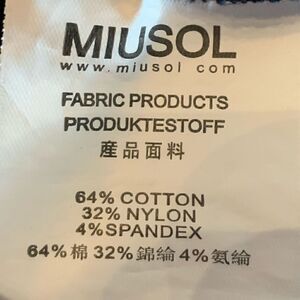 MIUSOL
www.miusol com
FABRIC PRODUCTS
PRODUKTESTOFF
産品面料
64% COTTON
32% NYLON
4% SPANDEX
64% 棉 32% 錦綸 4% 氨綸